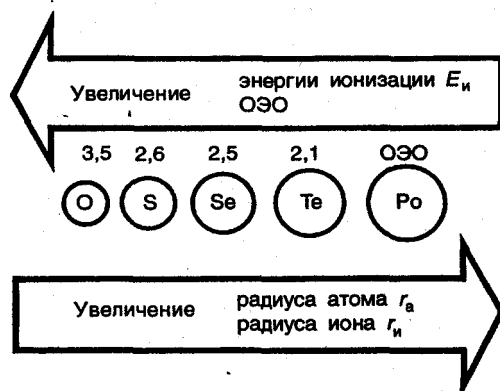 Увеличение энергии ионизации Eи
ОЭО
3,5 2,6 2,5 2,1 ОЭО
O S Se Te Po
Увеличение радиуса атома rа
радиуса иона rи